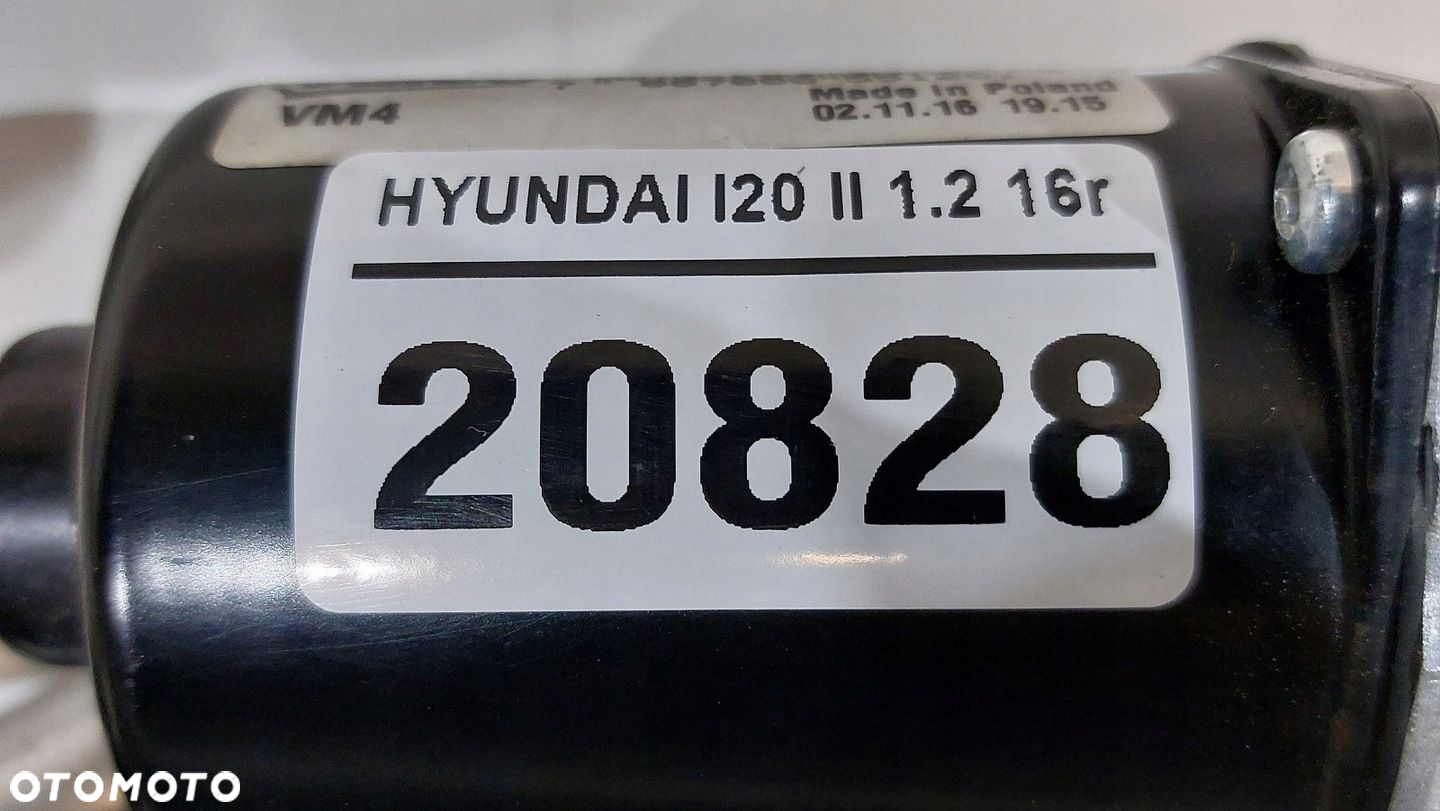 VM4
Made in Poland
02.11.16 19.15
HYUNDAI I20 II 1.2 16r
20828
OTOMOTO